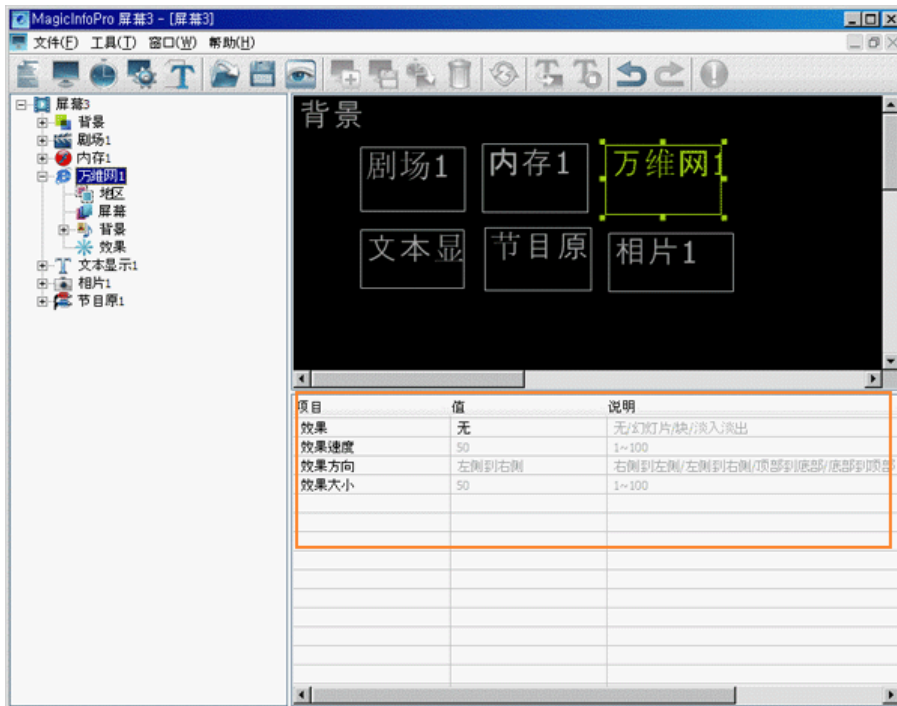 MagicInfoPro 屏幕3 - [屏幕3]
文件(F) 工具(T) 窗口(W) 帮助(H)
屏幕3
背景
剧场1
内存1
万维网1
地区
屏幕
背景
效果
文本显示1
相片1
节目原1
背景
剧场1 内存1 万维网1
文本显 节目原 相片1
项目 值 说明
效果 无 无/幻灯片/块/淡入淡出
效果速度 50 1~100
效果方向 左侧到右侧 右侧到左侧/左侧到右侧/顶部到底部/底部到顶部
效果大小 50 1~100